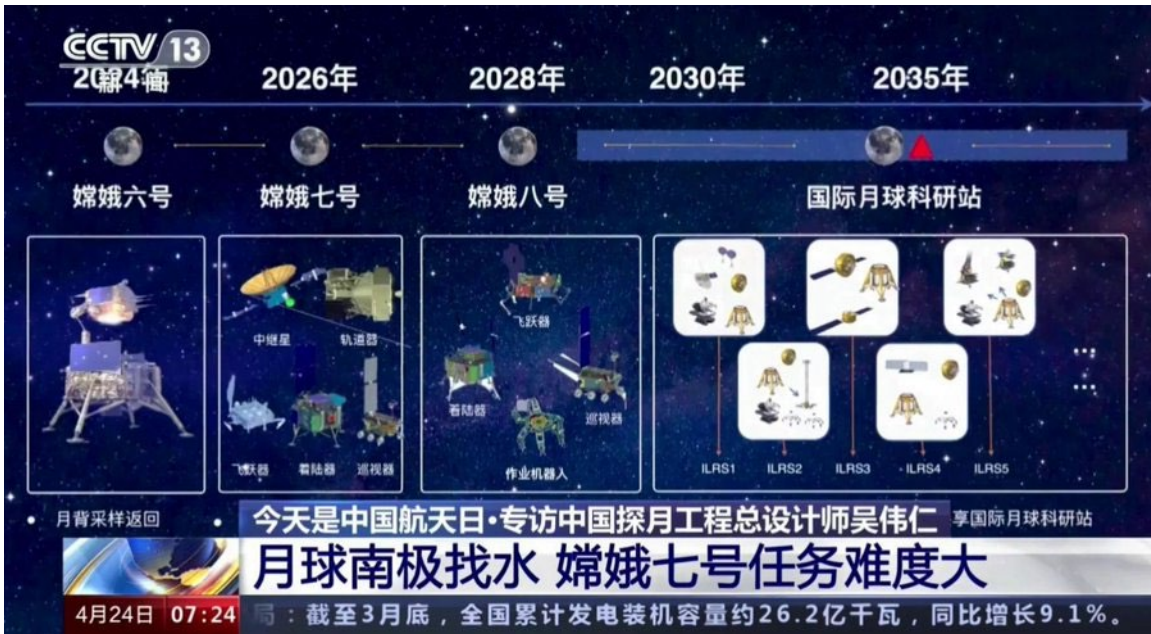 CCTV 13
新闻
2024年 2026年 2028年 2030年 2035年
嫦娥六号 嫦娥七号 嫦娥八号 国际月球科研站
中继星 轨道器
飞跃器 着陆器 巡视器
飞跃器
着陆器 巡视器
作业机器人
ILRS1 ILRS2 ILRS3 ILRS4 ILRS5
• 月背采样返回 •
今天是中国航天日·专访中国探月工程总设计师吴伟仁
享国际月球科研站
月球南极找水 嫦娥七号任务难度大
4月24日 07:24
局：截至3月底，全国累计发电装机容量约26.2亿千瓦，同比增长9.1%。